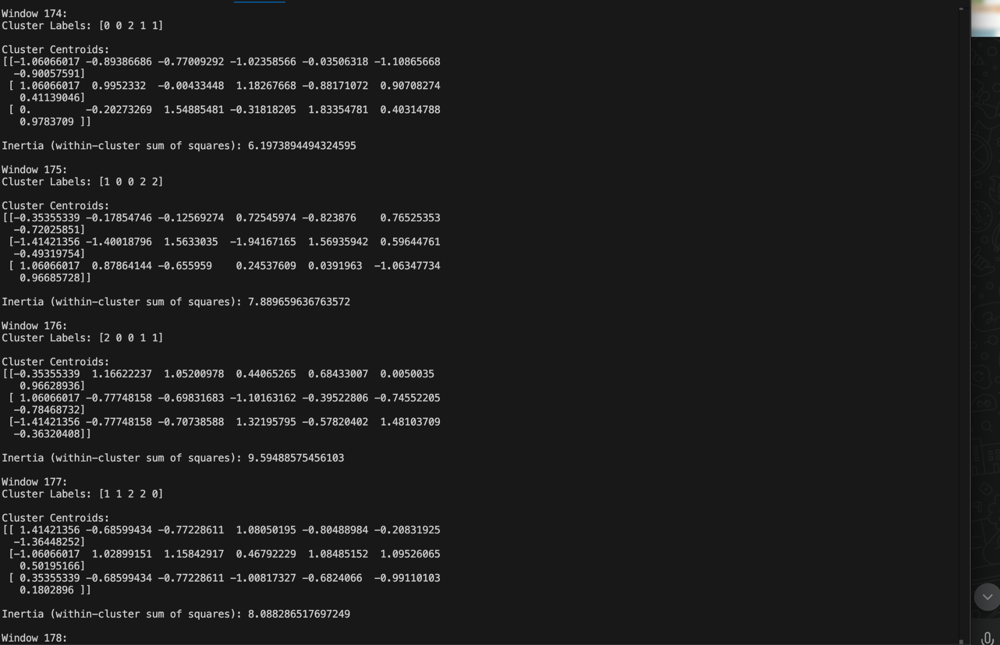 Window 174:
Cluster Labels: [0 0 2 1 1]
Cluster Centroids:
[[-1.06066017 -0.89386686 -0.77009292 -1.02358566 -0.03506318 -1.10865668
  -0.90057591]
 [ 1.06066017  0.9952332  -0.00433448  1.18267668 -0.88171072  0.90708274
   0.41139046]
 [ 0.         -0.20273269  1.54885481 -0.31818205  1.83354781  0.40314788
   0.9783709 ]]
Inertia (within-cluster sum of squares): 6.1973894494324595
Window 175:
Cluster Labels: [1 0 0 2 2]
Cluster Centroids:
[[-0.35355339 -0.17854746 -0.12569274  0.72545974 -0.823876    0.76525353
  -0.72025851]
 [-1.41421356 -1.40018796  1.5633035  -1.94167165  1.56935942  0.59644761
  -0.49319754]
 [ 1.06066017  0.87864144 -0.655959    0.24537609  0.0391963  -1.06347734
   0.96685728]]
Inertia (within-cluster sum of squares): 7.889659636763572
Window 176:
Cluster Labels: [2 0 0 1 1]
Cluster Centroids:
[[-0.35355339  1.16622237  1.05200978  0.44065265  0.68433007  0.0050035
   0.96628936]
 [ 1.06066017 -0.77748158 -0.69831683 -1.10163162 -0.39522806 -0.74552205
  -0.78468732]
 [-1.41421356 -0.77748158 -0.70738588  1.32195795 -0.57820402  1.48103709
  -0.36320408]]
Inertia (within-cluster sum of squares): 9.59488575456103
Window 177:
Cluster Labels: [1 1 2 2 0]
Cluster Centroids:
[[ 1.41421356 -0.68599434 -0.77228611  1.08050195 -0.80488984 -0.20831925
  -1.36448252]
 [-1.06066017  1.02899151  1.15842917  0.46792229  1.08485152  1.09526065
   0.50195166]
 [ 0.35355339 -0.68599434 -0.77228611 -1.00817327 -0.6824066  -0.99110103
   0.1802896 ]]
Inertia (within-cluster sum of squares): 8.088286517697249
Window 178: